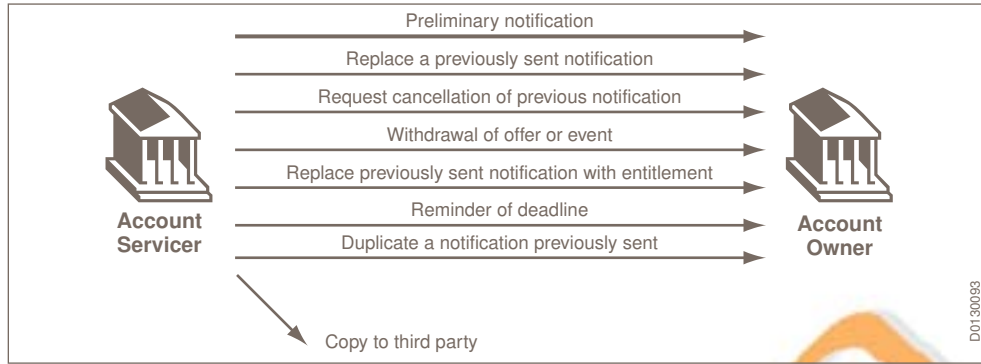 Preliminary notification
Replace a previously sent notification
Request cancellation of previous notification
Withdrawal of offer or event
Replace previously sent notification with entitlement
Reminder of deadline
Duplicate a notification previously sent
Account
Servicer
Account
Owner
Copy to third party
D0130093